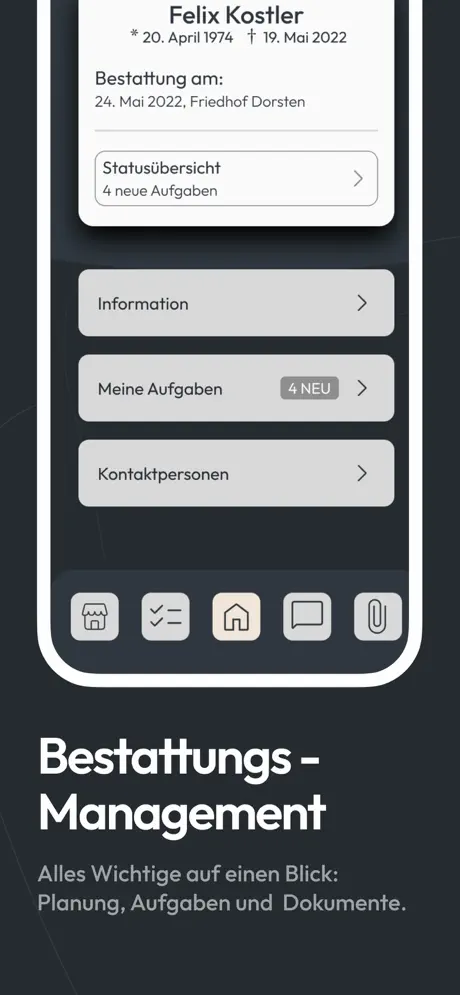 Felix Kostler
* 20. April 1974 † 19. Mai 2022
Bestattung am:
24. Mai 2022, Friedhof Dorsten
Statusübersicht
4 neue Aufgaben
Information
Meine Aufgaben 4 NEU
Kontaktpersonen
Bestattungs -
Management
Alles Wichtige auf einen Blick:
Planung, Aufgaben und Dokumente.